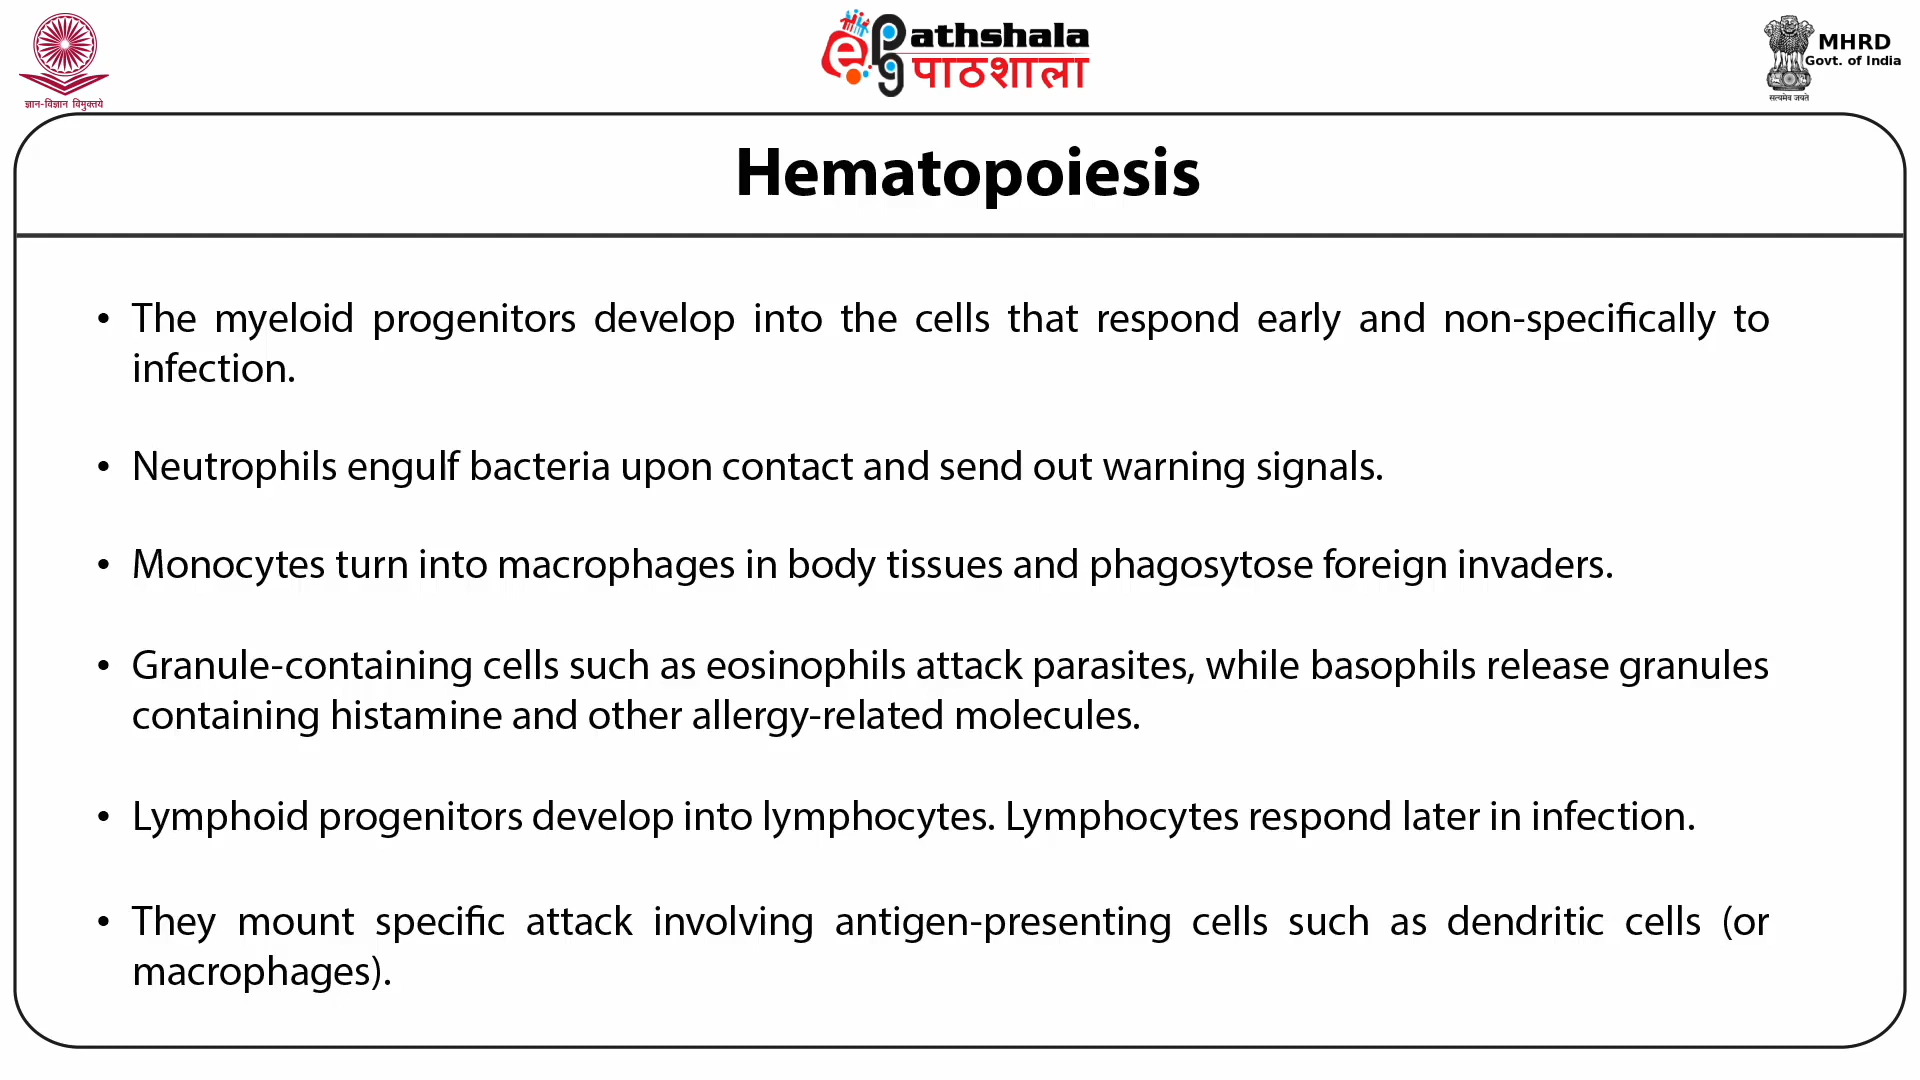 ज्ञान-विज्ञान विमुक्तये
ePathshala
पाठशाला
MHRD
Govt. of India
सत्यमेव जयते
Hematopoiesis
• The myeloid progenitors develop into the cells that respond early and non-specifically to
infection.
• Neutrophils engulf bacteria upon contact and send out warning signals.
• Monocytes turn into macrophages in body tissues and phagosytose foreign invaders.
• Granule-containing cells such as eosinophils attack parasites, while basophils release granules
containing histamine and other allergy-related molecules.
• Lymphoid progenitors develop into lymphocytes. Lymphocytes respond later in infection.
• They mount specific attack involving antigen-presenting cells such as dendritic cells (or
macrophages).